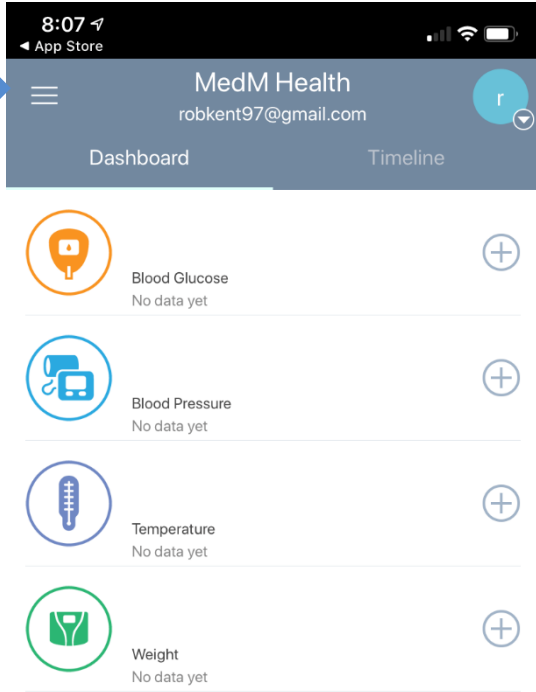 8:07
◄ App Store
MedM Health
robkent97@gmail.com
r
Dashboard
Timeline
Blood Glucose
No data yet
Blood Pressure
No data yet
Temperature
No data yet
Weight
No data yet